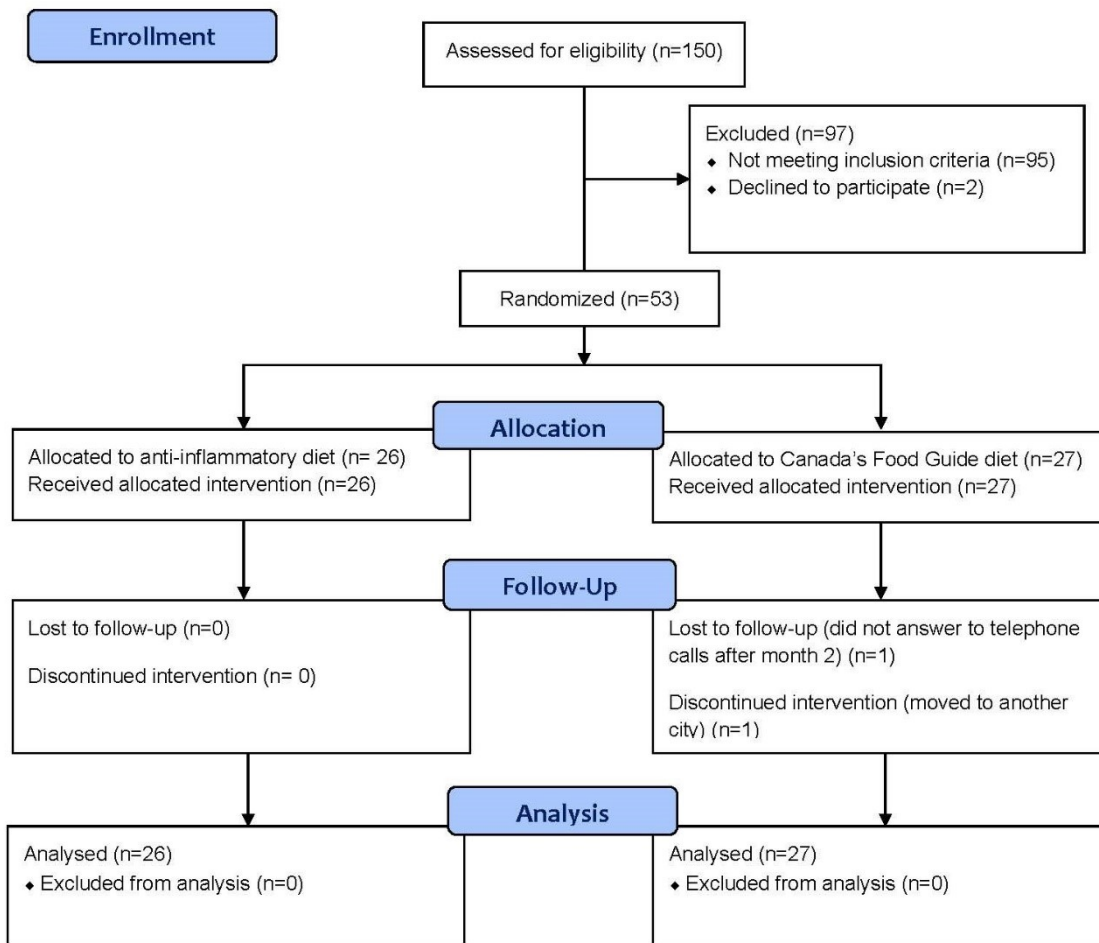 Enrollment
Assessed for eligibility (n=150)
Excluded (n=97)
⬥ Not meeting inclusion criteria (n=95)
⬥ Declined to participate (n=2)
Randomized (n=53)
Allocation
Allocated to anti-inflammatory diet (n= 26)
Received allocated intervention (n=26)
Allocated to Canada's Food Guide diet (n=27)
Received allocated intervention (n=27)
Follow-Up
Lost to follow-up (n=0)
Discontinued intervention (n= 0)
Lost to follow-up (did not answer to telephone
calls after month 2) (n=1)
Discontinued intervention (moved to another
city) (n=1)
Analysis
Analysed (n=26)
⬥ Excluded from analysis (n=0)
Analysed (n=27)
⬥ Excluded from analysis (n=0)